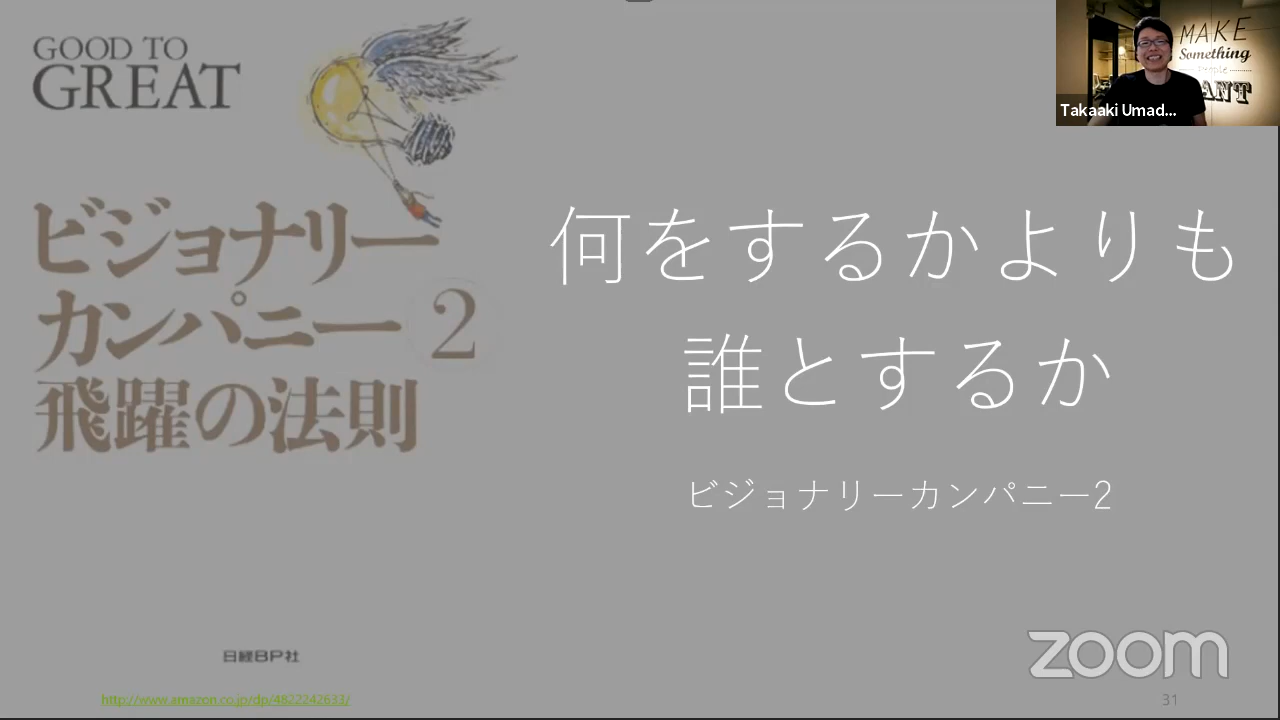 GOOD TO
GREAT
ビジョナリー
カンパニー 2
飛躍の法則
日経BP社
http://www.amazon.co.jp/dp/4822242633/
何をするかよりも
誰とするか
ビジョナリーカンパニー2
MAKE
Something
People
ANT
Takaaki Umad...
zoom
31